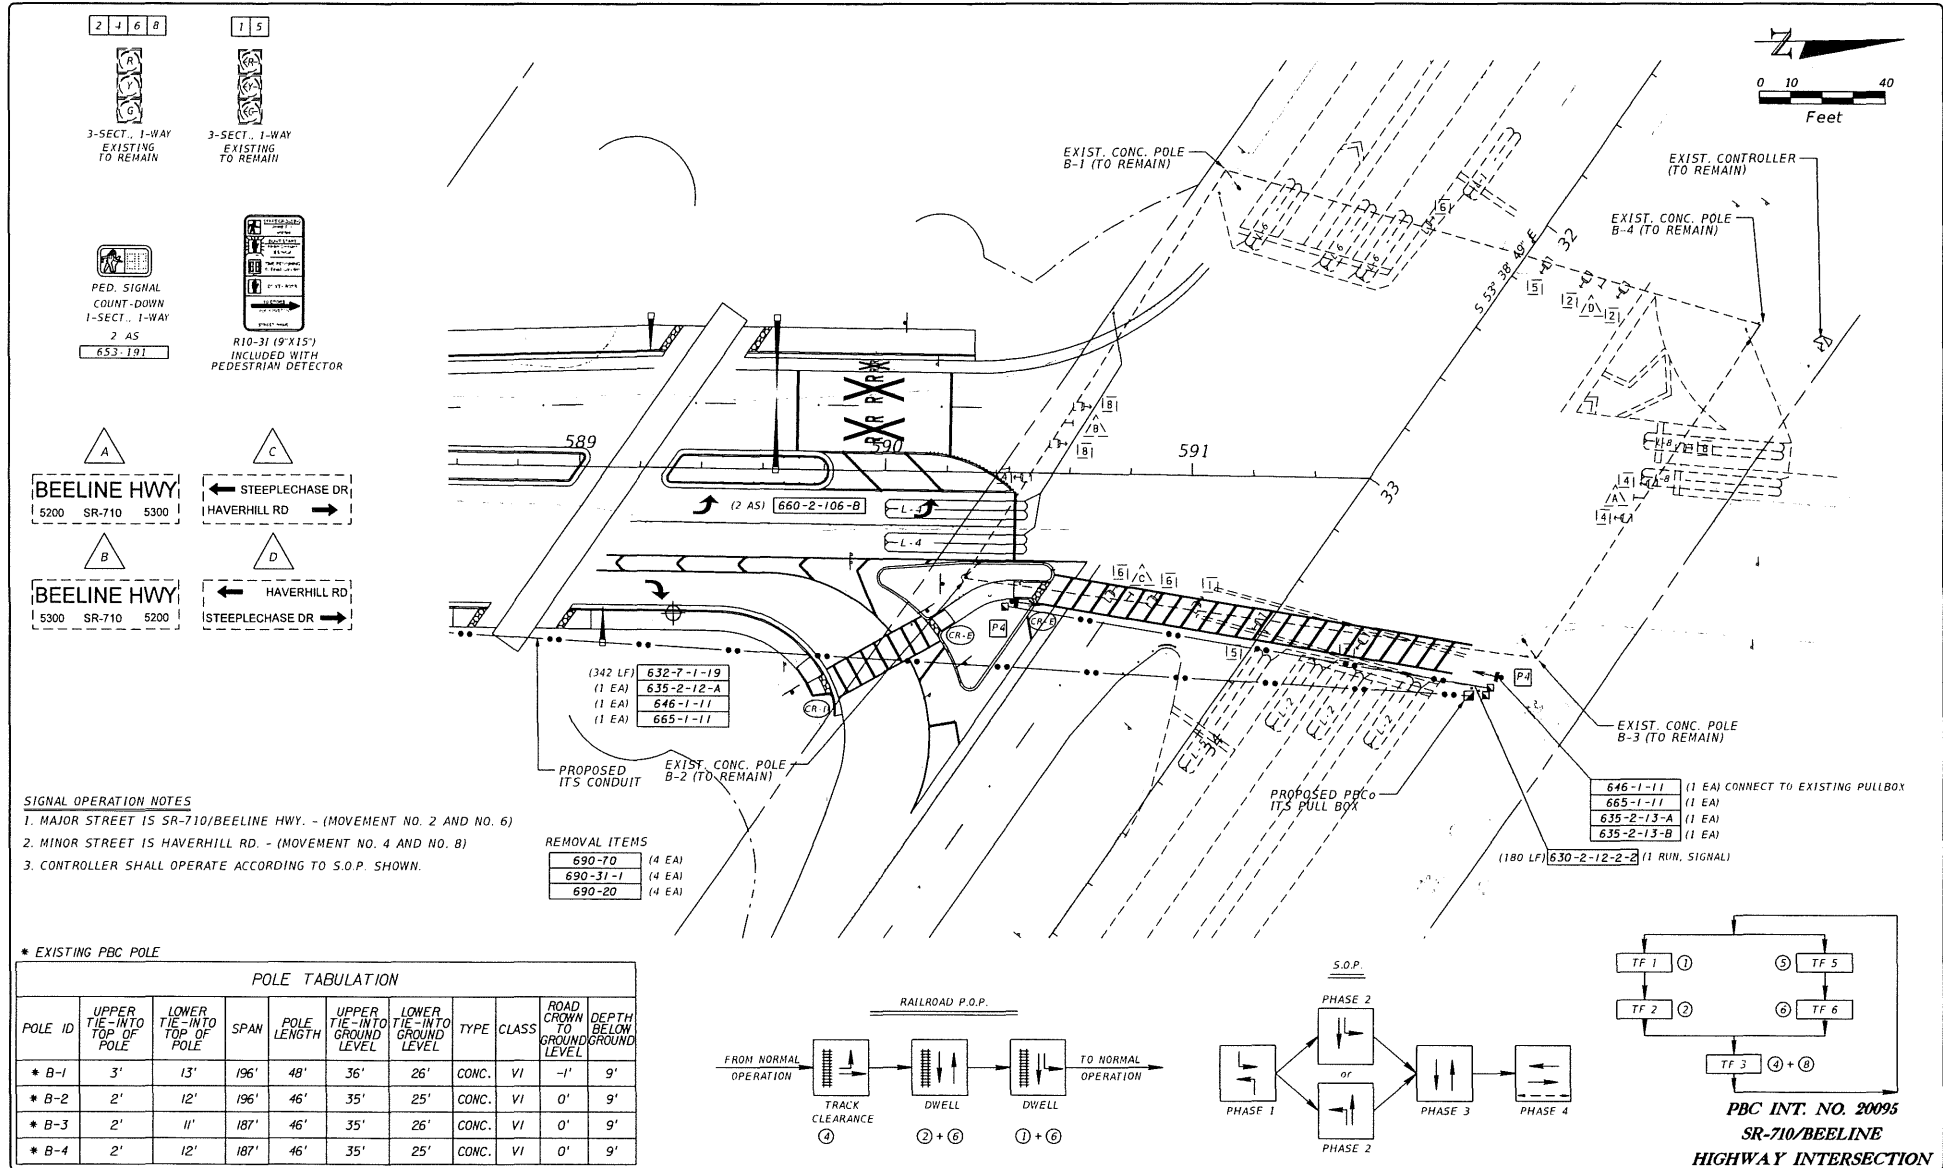 2 4 6 8
1 5
R
Y
G
3-SECT., 1-WAY
EXISTING
TO REMAIN
3-SECT., 1-WAY
EXISTING
TO REMAIN
PED. SIGNAL
COUNT-DOWN
1-SECT., 1-WAY
2 AS
653-191
R10-3I (9"X15")
INCLUDED WITH
PEDESTRIAN DETECTOR
A
BEELINE HWY
5200 SR-710 5300
C
STEEPLECHASE DR
HAVERHILL RD
B
BEELINE HWY
5300 SR-710 5200
D
HAVERHILL RD
STEEPLECHASE DR
N
0 10 40
Feet
EXIST. CONC. POLE
B-1 (TO REMAIN)
EXIST. CONTROLLER
(TO REMAIN)
EXIST. CONC. POLE
B-4 (TO REMAIN)
S 53° 38' 49" E
32
33
34
589
590
591
R R
R R
(2 AS) 660-2-106-B
L-4
L-4
CR-E
CR-E
P4
P4
(342 LF) 632-7-1-19
(1 EA) 635-2-12-A
(1 EA) 646-1-11
(1 EA) 665-1-11
PROPOSED
ITS CONDUIT
EXIST. CONC. POLE
B-2 (TO REMAIN)
PROPOSED PBCo
ITS PULL BOX
EXIST. CONC. POLE
B-3 (TO REMAIN)
646-1-11 (1 EA) CONNECT TO EXISTING PULLBOX
665-1-11 (1 EA)
635-2-13-A (1 EA)
635-2-13-B (1 EA)
(180 LF) 630-2-12-2-2 (1 RUN, SIGNAL)
SIGNAL OPERATION NOTES
1. MAJOR STREET IS SR-710/BEELINE HWY. - (MOVEMENT NO. 2 AND NO. 6)
2. MINOR STREET IS HAVERHILL RD. - (MOVEMENT NO. 4 AND NO. 8)
3. CONTROLLER SHALL OPERATE ACCORDING TO S.O.P. SHOWN.
REMOVAL ITEMS
690-70 (4 EA)
690-31-1 (4 EA)
690-20 (4 EA)
* EXISTING PBC POLE
POLE TABULATION
POLE ID UPPER TIE-INTO TOP OF POLE LOWER TIE-INTO TOP OF POLE SPAN POLE LENGTH UPPER TIE-INTO GROUND LEVEL LOWER TIE-INTO GROUND LEVEL TYPE CLASS ROAD CROWN TO GROUND LEVEL DEPTH BELOW GROUND
* B-1 3' 13' 196' 48' 36' 26' CONC. VI -1' 9'
* B-2 2' 12' 196' 46' 35' 25' CONC. VI 0' 9'
* B-3 2' 11' 187' 46' 35' 26' CONC. VI 0' 9'
* B-4 2' 12' 187' 46' 35' 25' CONC. VI 0' 9'
RAILROAD P.O.P.
FROM NORMAL
OPERATION
TRACK
CLEARANCE
4
DWELL
2 + 6
DWELL
1 + 6
TO NORMAL
OPERATION
S.O.P.
PHASE 1
PHASE 2
or
PHASE 2
PHASE 3
PHASE 4
TF 1 1
5 TF 5
TF 2 2
6 TF 6
TF 3 4 + 8
PBC INT. NO. 20095
SR-710/BEELINE
HIGHWAY INTERSECTION